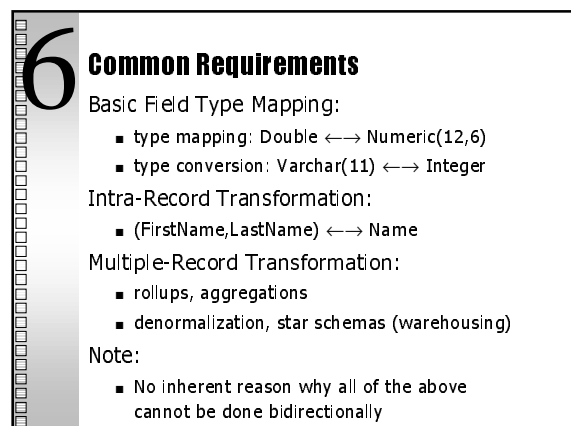 6
Common Requirements
Basic Field Type Mapping:
■ type mapping: Double ←→ Numeric(12,6)
■ type conversion: Varchar(11) ←→ Integer
Intra-Record Transformation:
■ (FirstName,LastName) ←→ Name
Multiple-Record Transformation:
■ rollups, aggregations
■ denormalization, star schemas (warehousing)
Note:
■ No inherent reason why all of the above
cannot be done bidirectionally